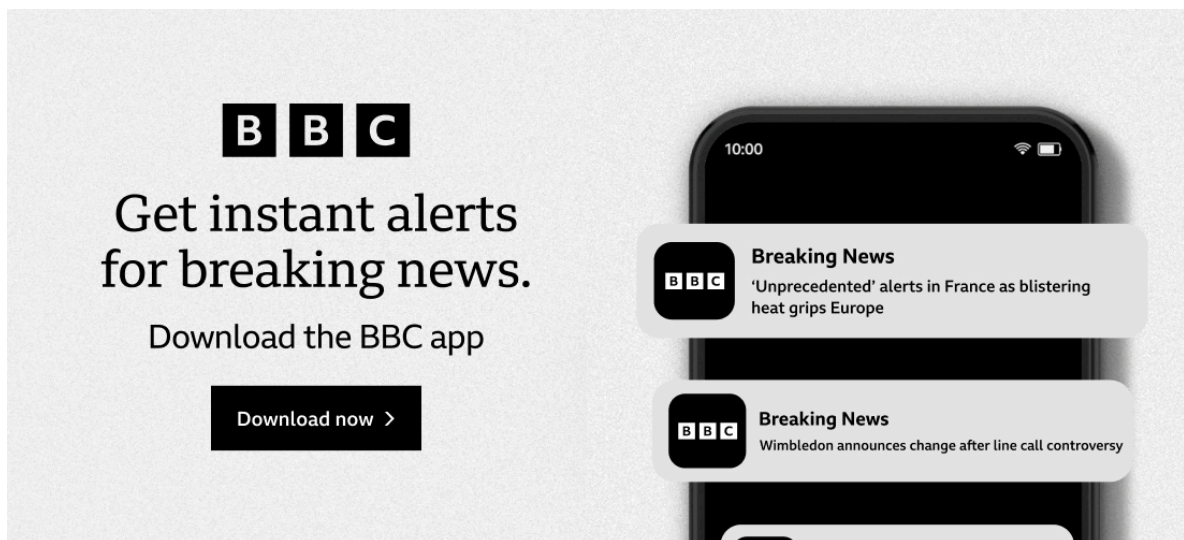 BBC
Get instant alerts
for breaking news.
Download the BBC app
Download now >
10:00
BBC
Breaking News
‘Unprecedented’ alerts in France as blistering
heat grips Europe
BBC
Breaking News
Wimbledon announces change after line call controversy